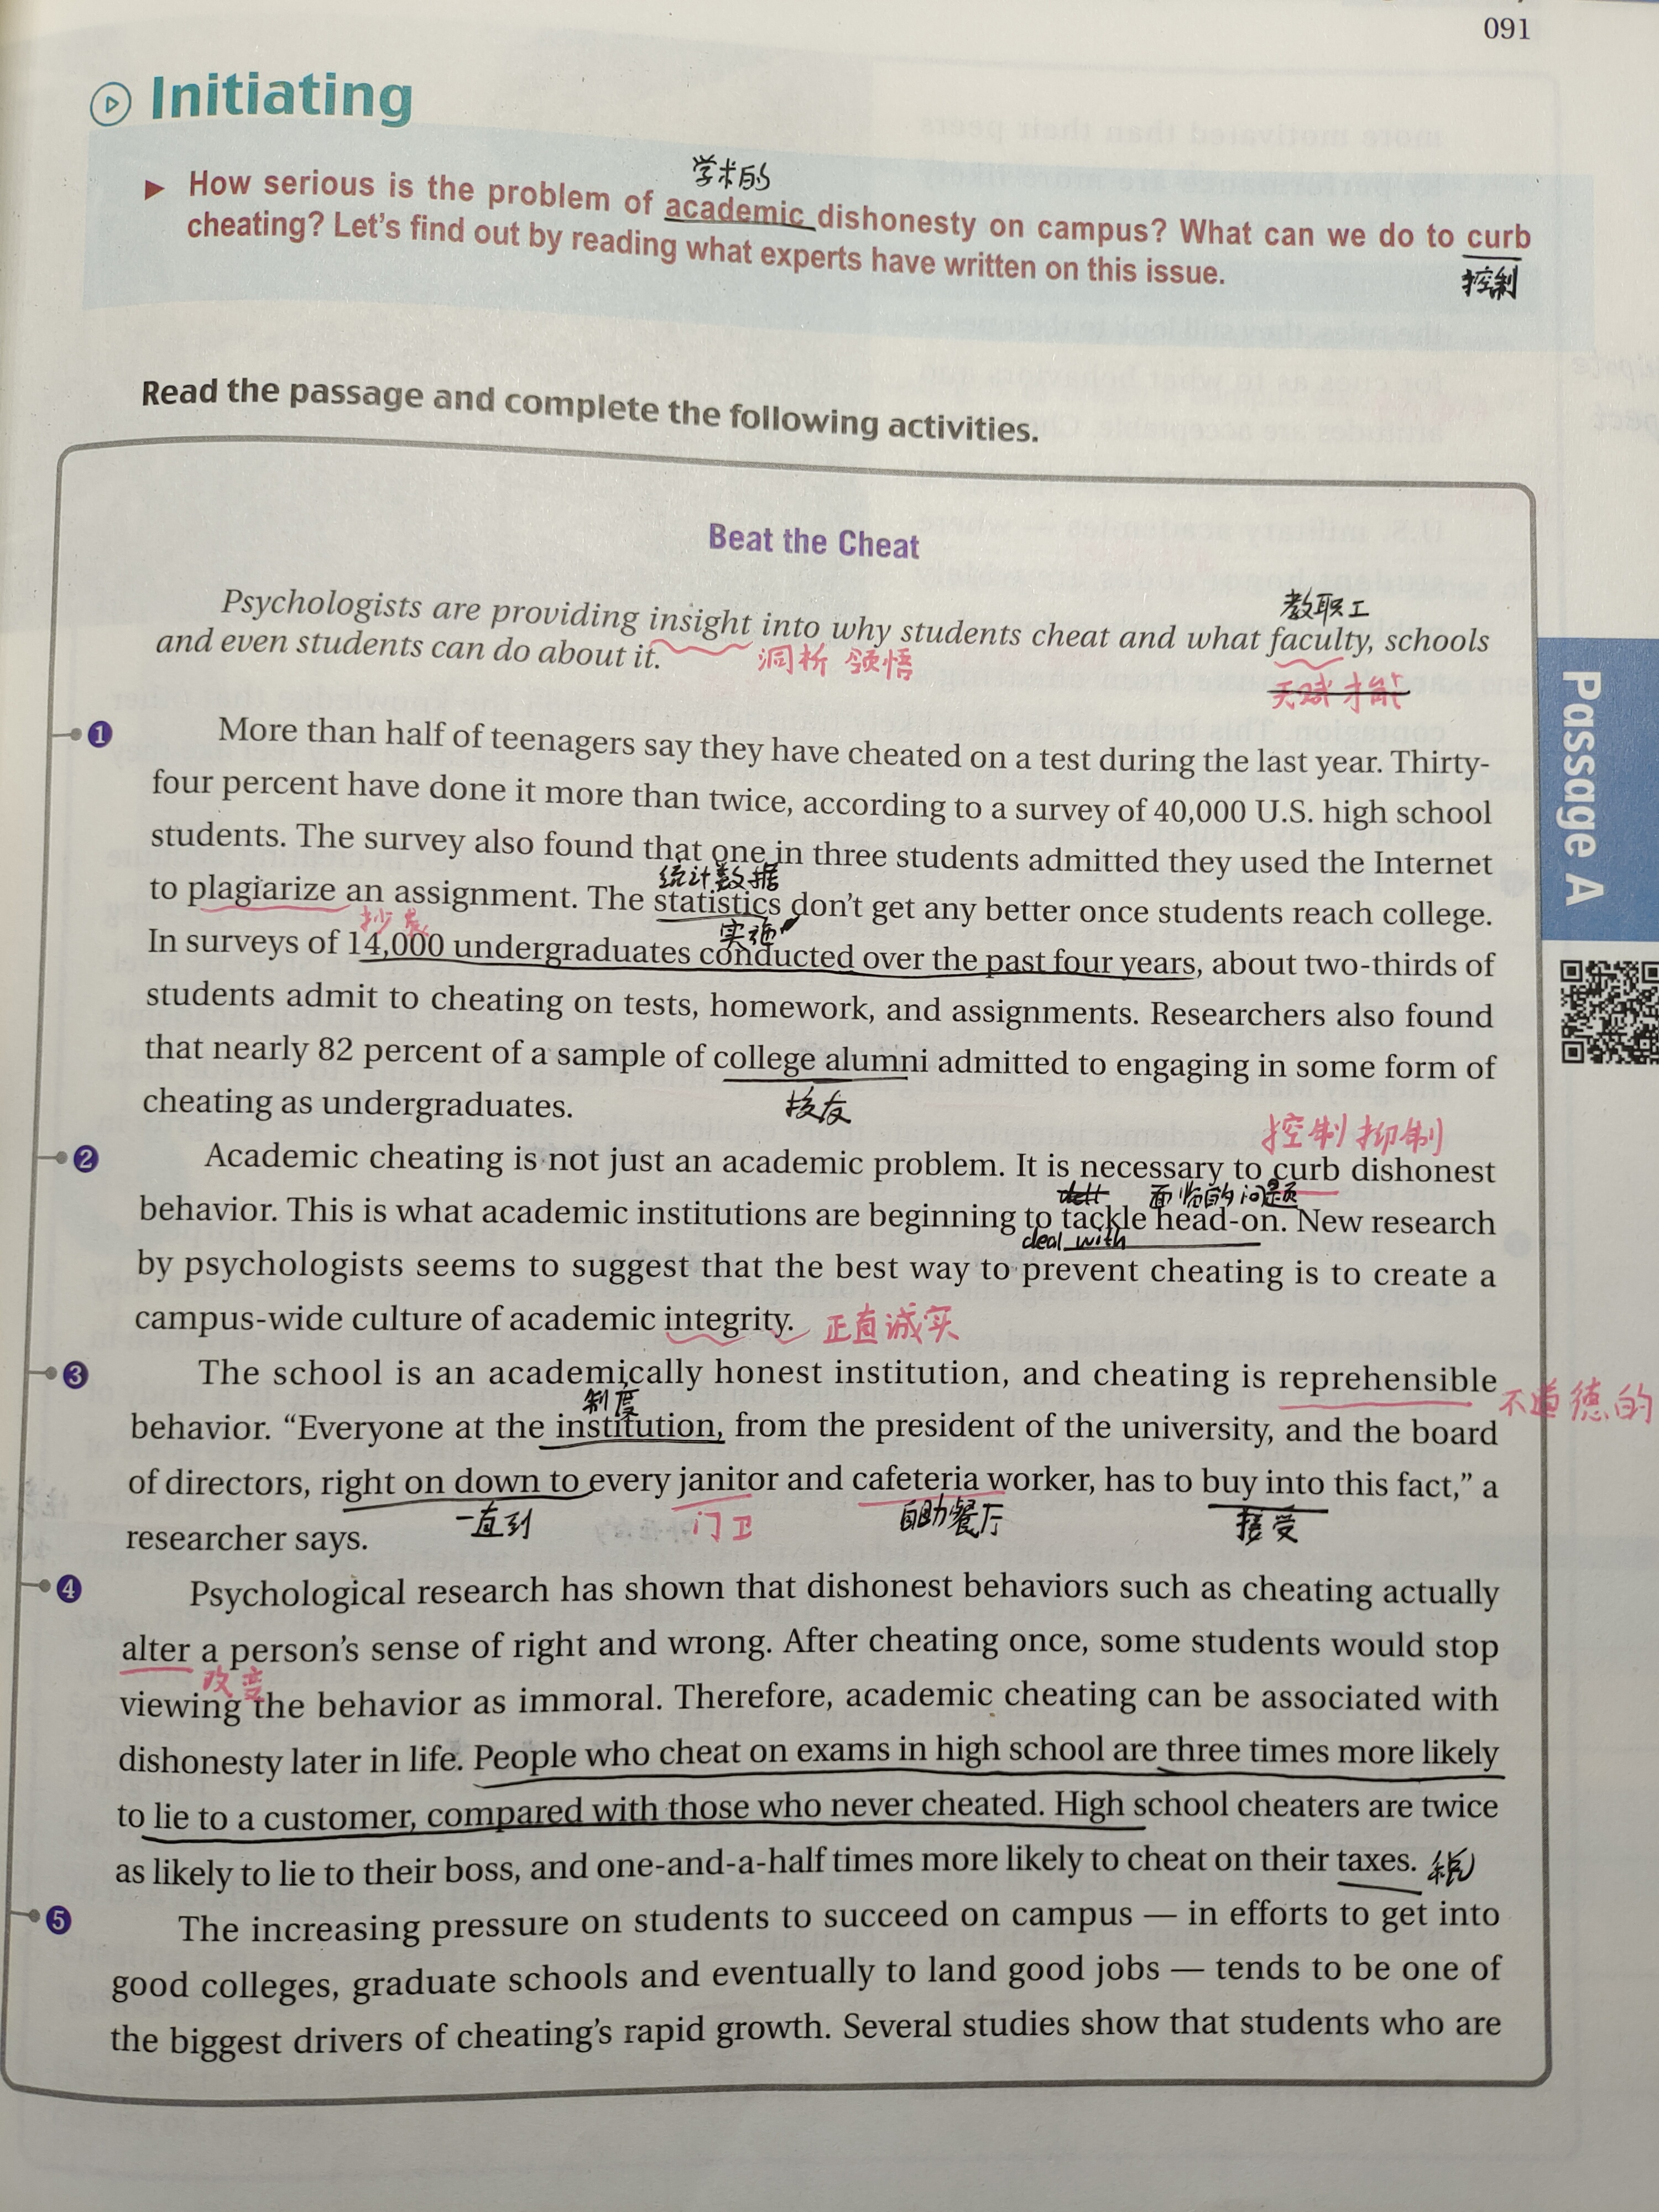 091
Initiating
学术的
How serious is the problem of academic dishonesty on campus? What can we do to curb
cheating? Let's find out by reading what experts have written on this issue.
控制
Read the passage and complete the following activities.
Beat the Cheat
教职工
Psychologists are providing insight into why students cheat and what faculty, schools
and even students can do about it.
洞析 领悟
天赋 才能
1
More than half of teenagers say they have cheated on a test during the last year. Thirty-
four percent have done it more than twice, according to a survey of 40,000 U.S. high school
students. The survey also found that one in three students admitted they used the Internet
统计数据
to plagiarize an assignment. The statistics don't get any better once students reach college.
抄袭
实施
In surveys of 14,000 undergraduates conducted over the past four years, about two-thirds of
students admit to cheating on tests, homework, and assignments. Researchers also found
that nearly 82 percent of a sample of college alumni admitted to engaging in some form of
cheating as undergraduates.
校友
控制 抑制
2
Academic cheating is not just an academic problem. It is necessary to curb dishonest
面临的问题
behavior. This is what academic institutions are beginning to tackle head-on. New research
deal with
by psychologists seems to suggest that the best way to prevent cheating is to create a
campus-wide culture of academic integrity.
正直诚实
3
The school is an academically honest institution, and cheating is reprehensible
不道德的
制度
behavior. “Everyone at the institution, from the president of the university, and the board
of directors, right on down to every janitor and cafeteria worker, has to buy into this fact,” a
一直到
门卫
自助餐厅
接受
researcher says.
4
Psychological research has shown that dishonest behaviors such as cheating actually
alter a person's sense of right and wrong. After cheating once, some students would stop
改变
viewing the behavior as immoral. Therefore, academic cheating can be associated with
dishonesty later in life. People who cheat on exams in high school are three times more likely
to lie to a customer, compared with those who never cheated. High school cheaters are twice
as likely to lie to their boss, and one-and-a-half times more likely to cheat on their taxes.
税
5
The increasing pressure on students to succeed on campus — in efforts to get into
good colleges, graduate schools and eventually to land good jobs — tends to be one of
the biggest drivers of cheating's rapid growth. Several studies show that students who are
Passage A